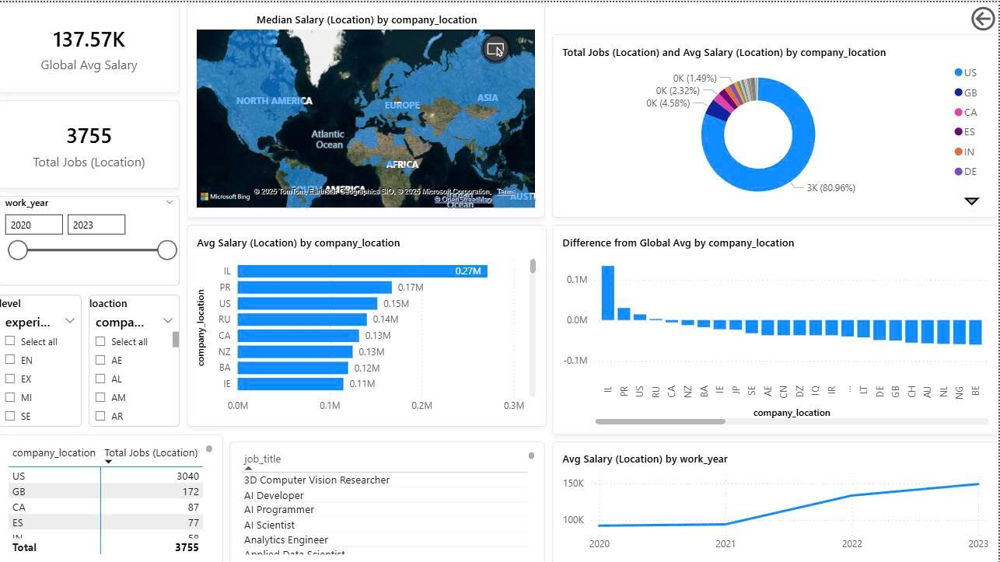 137.57K
Global Avg Salary
3755
Total Jobs (Location)
work_year
2020 2023
level
experi...
Select all
EN
EX
MI
SE
loaction
compa...
Select all
AE
AL
AM
AR
Median Salary (Location) by company_location
NORTH AMERICA
EUROPE
ASIA
Atlantic
Ocean
AFRICA
SOUTH AMERICA
AUST
Ocean
Microsoft Bing
© 2025 TomTom, Earthstar Geographics SIO, © 2025 Microsoft Corporation, Terms
© OpenStreetMap
Total Jobs (Location) and Avg Salary (Location) by company_location
0K (1.49%)
0K (2.32%)
0K (4.58%)
3K (80.96%)
US
GB
CA
ES
IN
DE
Avg Salary (Location) by company_location
company_location
IL 0.27M
PR 0.17M
US 0.15M
RU 0.14M
CA 0.13M
NZ 0.13M
BA 0.12M
IE 0.11M
0.0M 0.1M 0.2M 0.3M
Difference from Global Avg by company_location
0.1M
0.0M
-0.1M
IL PR US RU CA NZ BA IE JP SE AE CN DZ IQ IR ... LT DE GB CH AU NL NG BE
company_location
company_location Total Jobs (Location)
US 3040
GB 172
CA 87
ES 77
IN 58
Total 3755
job_title
3D Computer Vision Researcher
AI Developer
AI Programmer
AI Scientist
Analytics Engineer
Applied Data Scientist
Avg Salary (Location) by work_year
150K
100K
2020 2021 2022 2023